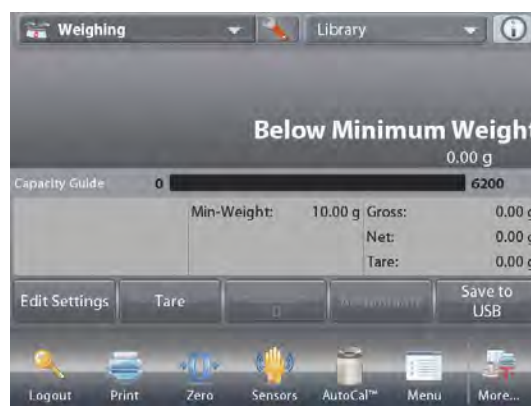 Weighing Library
Below Minimum Weight
0.00 g
Capacity Guide 0 6200
Min-Weight: 10.00 g Gross: 0.00 g
Net: 0.00 g
Tare: 0.00 g
Edit Settings Tare Save to
USB
Logout Print Zero Sensors AutoCal™ Menu More...